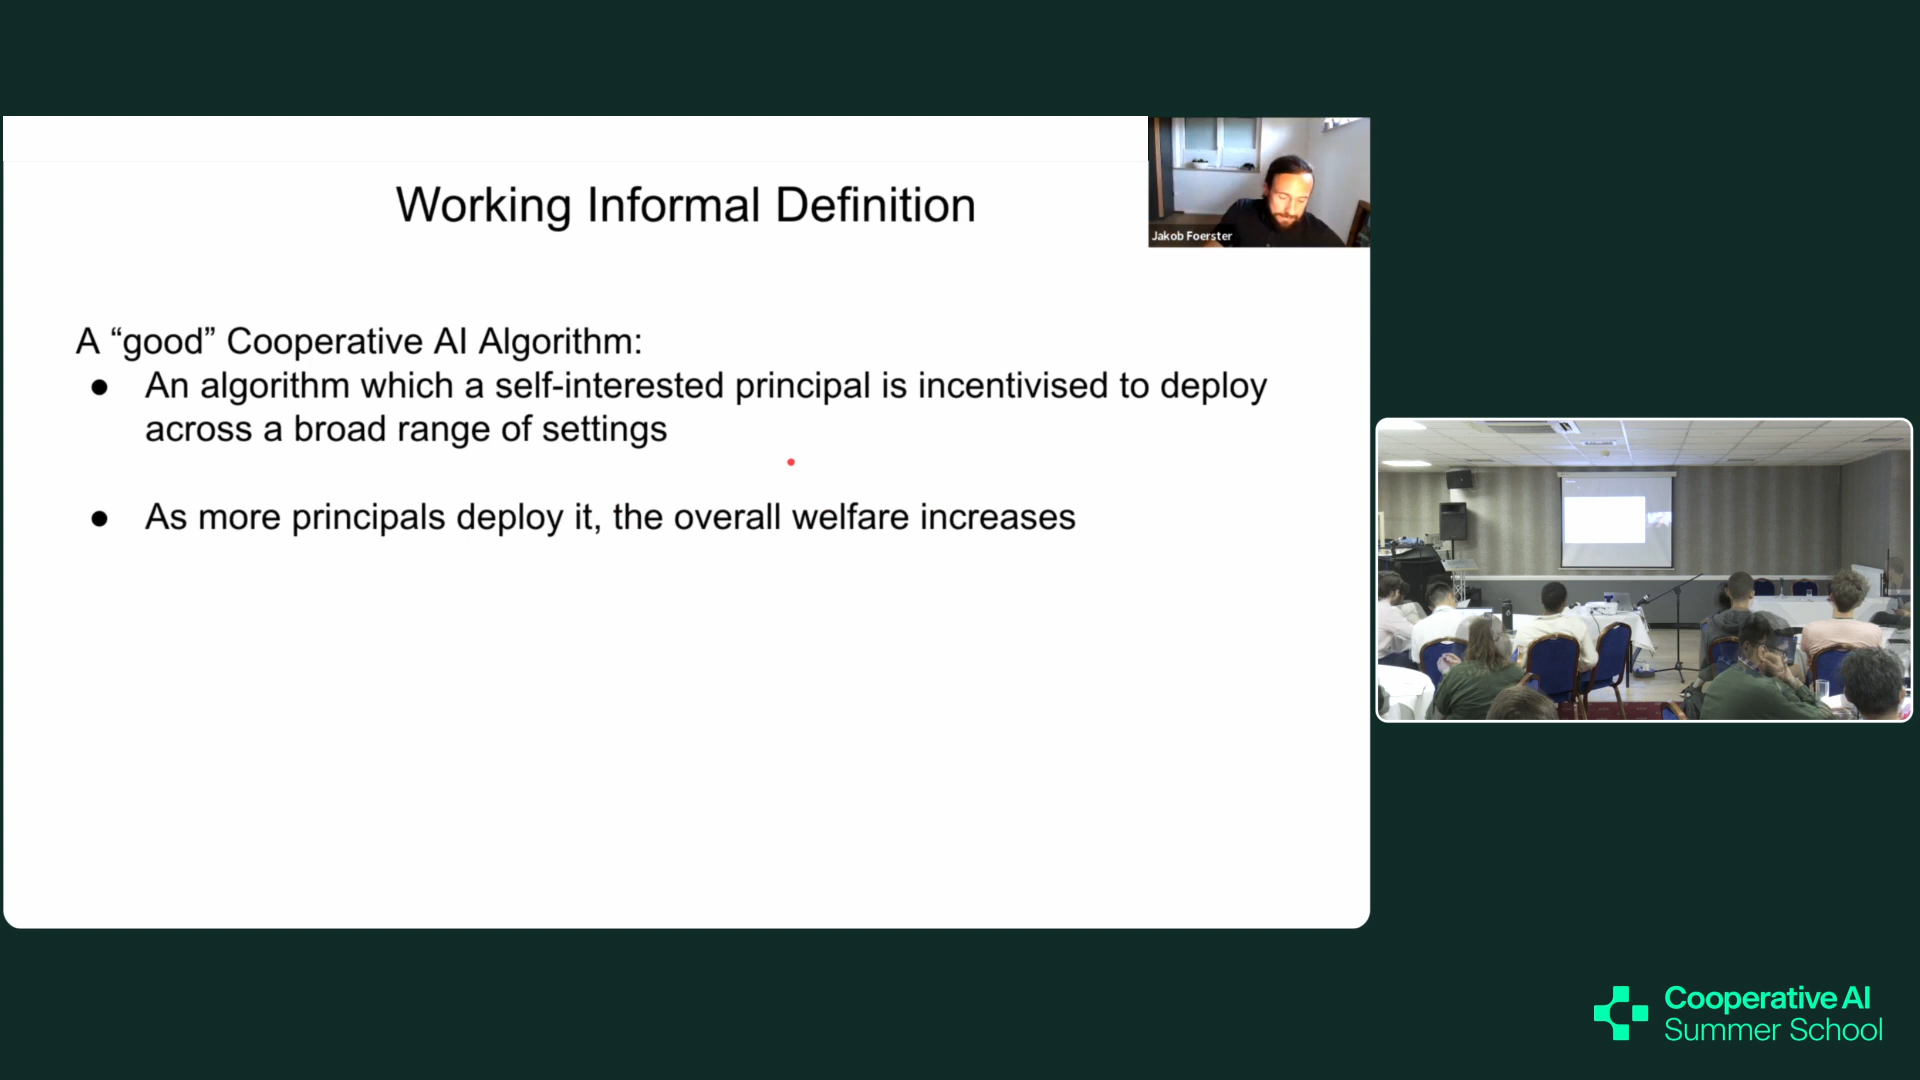 Working Informal Definition
Jakob Foerster
A “good” Cooperative AI Algorithm:
● An algorithm which a self-interested principal is incentivised to deploy
across a broad range of settings
● As more principals deploy it, the overall welfare increases
Cooperative AI
Summer School